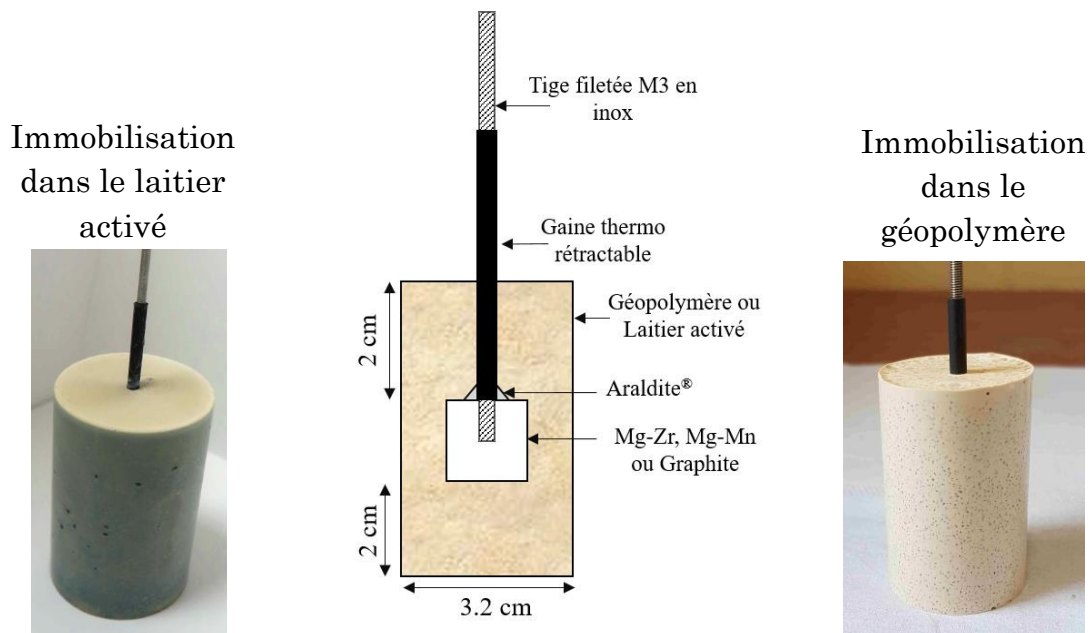 Immobilisation
dans le laitier
activé
Tige filetée M3 en
inox
Gaine thermo
rétractable
Géopolymère ou
Laitier activé
Araldite®
Mg-Zr, Mg-Mn
ou Graphite
2 cm
2 cm
3.2 cm
Immobilisation
dans le
géopolymère